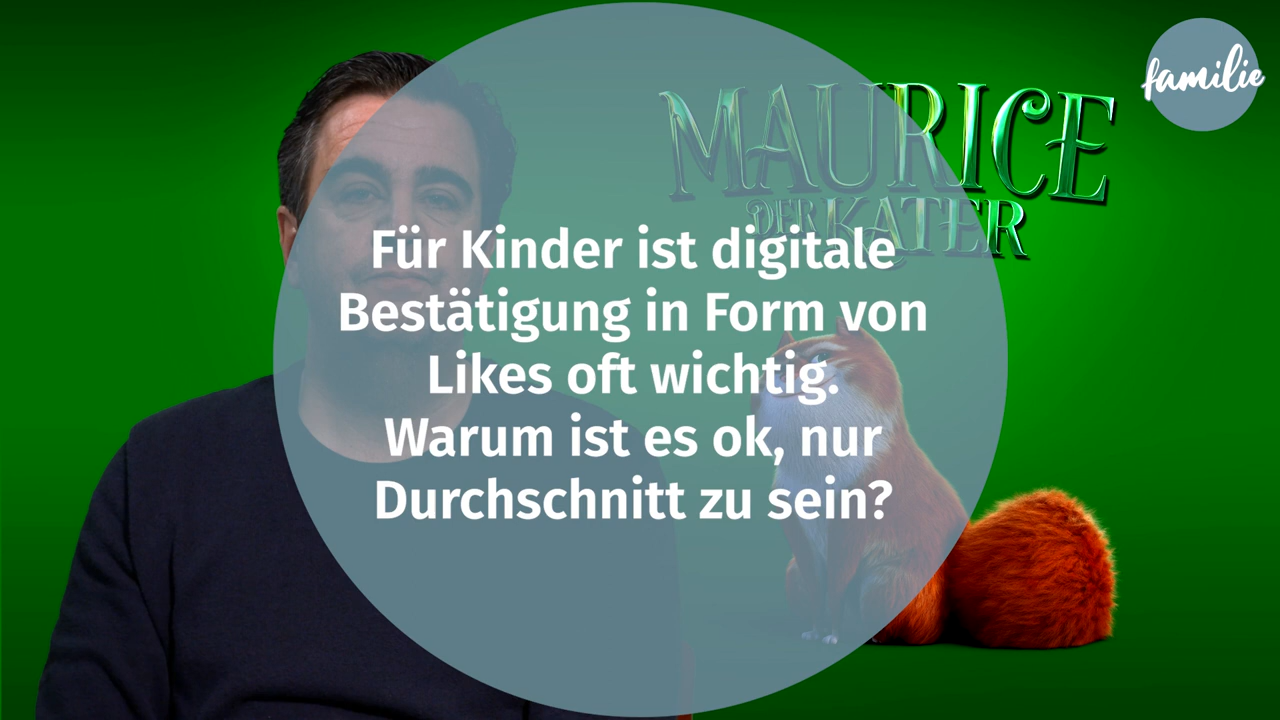 familie
MAURICE
DER KATER
Für Kinder ist digitale
Bestätigung in Form von
Likes oft wichtig.
Warum ist es ok, nur
Durchschnitt zu sein?